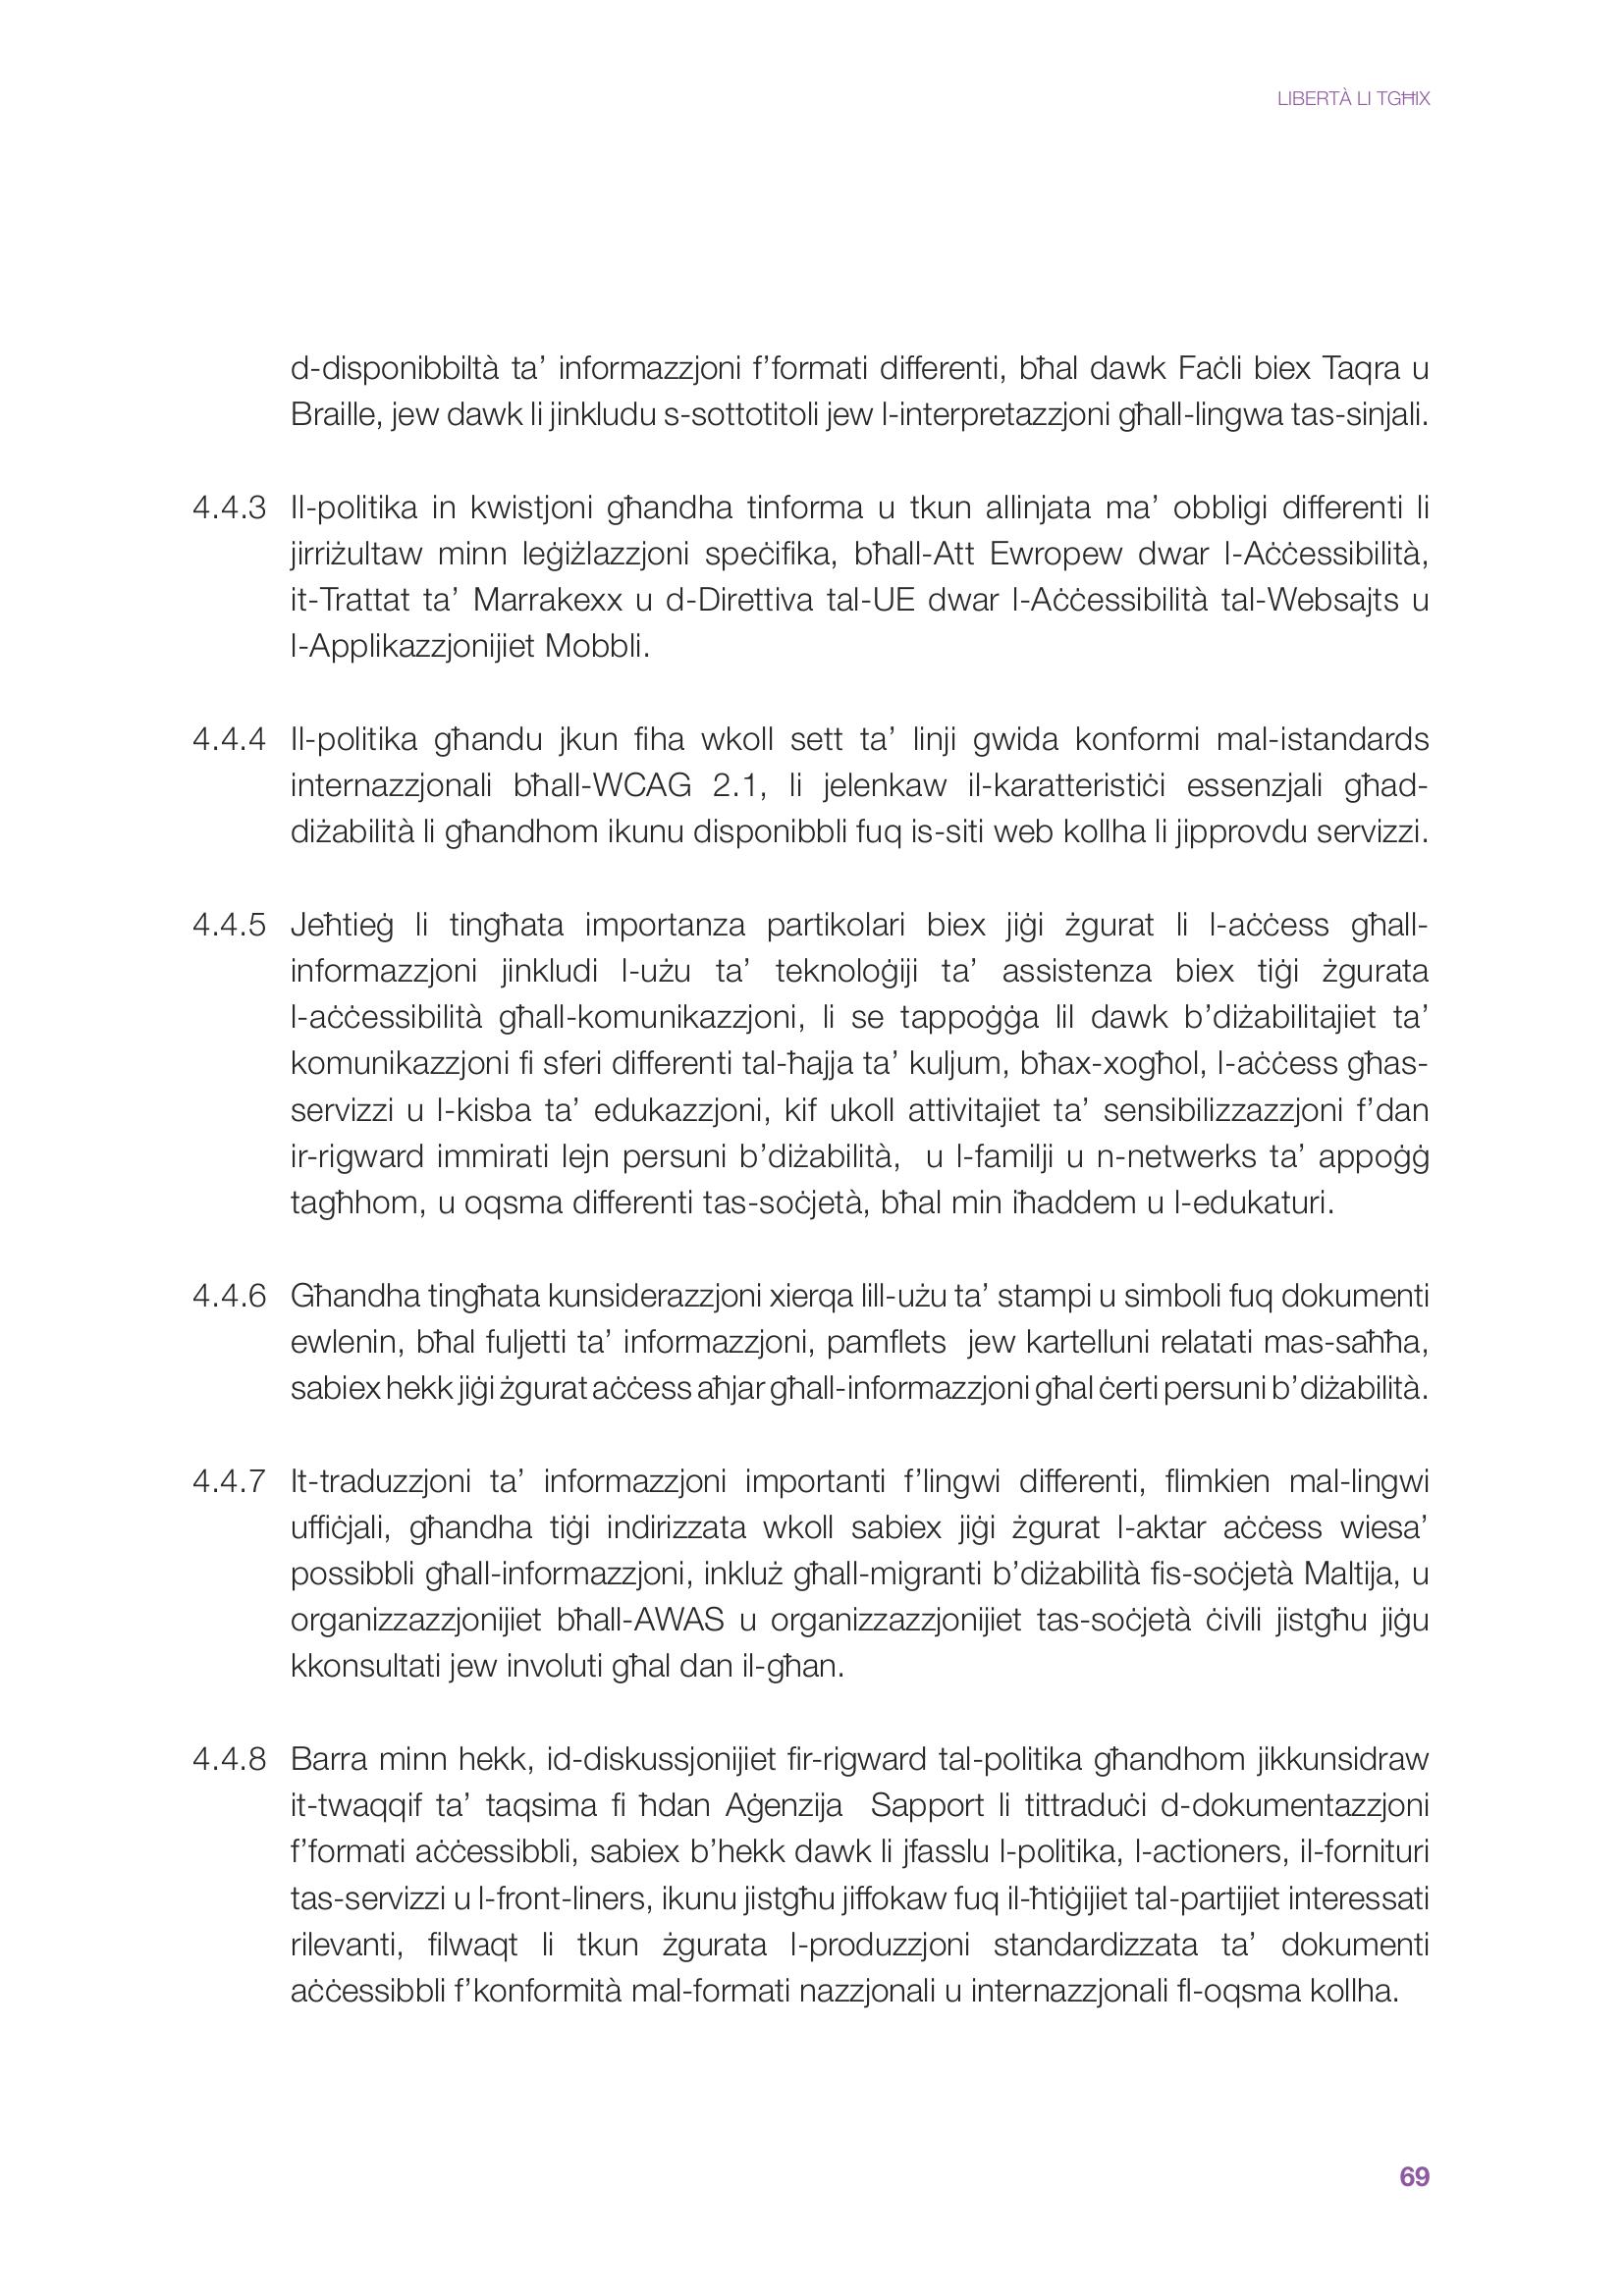 LIBERTÀ LI TGĦIX
d-disponibbiltà ta’ informazzjoni f’formati differenti, bħal dawk Faċli biex Taqra u
Braille, jew dawk li jinkludu s-sottotitoli jew l-interpretazzjoni għall-lingwa tas-sinjali.
4.4.3 Il-politika in kwistjoni għandha tinforma u tkun allinjata ma’ obbligi differenti li
jirriżultaw minn leġiżlazzjoni speċifika, bħall-Att Ewropew dwar l-Aċċessibilità,
it-Trattat ta’ Marrakexx u d-Direttiva tal-UE dwar l-Aċċessibilità tal-Websajts u
l-Applikazzjonijiet Mobbli.
4.4.4 Il-politika għandu jkun fiha wkoll sett ta’ linji gwida konformi mal-istandards
internazzjonali bħall-WCAG 2.1, li jelenkaw il-karatteristiċi essenzjali għad-
diżabilità li għandhom ikunu disponibbli fuq is-siti web kollha li jipprovdu servizzi.
4.4.5 Jeħtieġ li tingħata importanza partikolari biex jiġi żgurat li l-aċċess għall-
informazzjoni jinkludi l-użu ta’ teknoloġiji ta’ assistenza biex tiġi żgurata
l-aċċessibilità għall-komunikazzjoni, li se tappoġġa lil dawk b’diżabilitajiet ta’
komunikazzjoni fi sferi differenti tal-ħajja ta’ kuljum, bħax-xogħol, l-aċċess għas-
servizzi u l-kisba ta’ edukazzjoni, kif ukoll attivitajiet ta’ sensibilizzazzjoni f’dan
ir-rigward immirati lejn persuni b’diżabilità, u l-familji u n-netwerks ta’ appoġġ
tagħhom, u oqsma differenti tas-soċjetà, bħal min iħaddem u l-edukaturi.
4.4.6 Għandha tingħata kunsiderazzjoni xierqa lill-użu ta’ stampi u simboli fuq dokumenti
ewlenin, bħal fuljetti ta’ informazzjoni, pamflets jew kartelluni relatati mas-saħħa,
sabiex hekk jiġi żgurat aċċess aħjar għall-informazzjoni għal ċerti persuni b’diżabilità.
4.4.7 It-traduzzjoni ta’ informazzjoni importanti f’lingwi differenti, flimkien mal-lingwi
uffiċjali, għandha tiġi indirizzata wkoll sabiex jiġi żgurat l-aktar aċċess wiesa’
possibbli għall-informazzjoni, inkluż għall-migranti b’diżabilità fis-soċjetà Maltija, u
organizzazzjonijiet bħall-AWAS u organizzazzjonijiet tas-soċjetà ċivili jistgħu jiġu
kkonsultati jew involuti għal dan il-għan.
4.4.8 Barra minn hekk, id-diskussjonijiet fir-rigward tal-politika għandhom jikkunsidraw
it-twaqqif ta’ taqsima fi ħdan Aġenzija Sapport li tittraduċi d-dokumentazzjoni
f’formati aċċessibbli, sabiex b’hekk dawk li jfasslu l-politika, l-actioners, il-fornituri
tas-servizzi u l-front-liners, ikunu jistgħu jiffokaw fuq il-ħtiġijiet tal-partijiet interessati
rilevanti, filwaqt li tkun żgurata l-produzzjoni standardizzata ta’ dokumenti
aċċessibbli f’konformità mal-formati nazzjonali u internazzjonali fl-oqsma kollha.
69